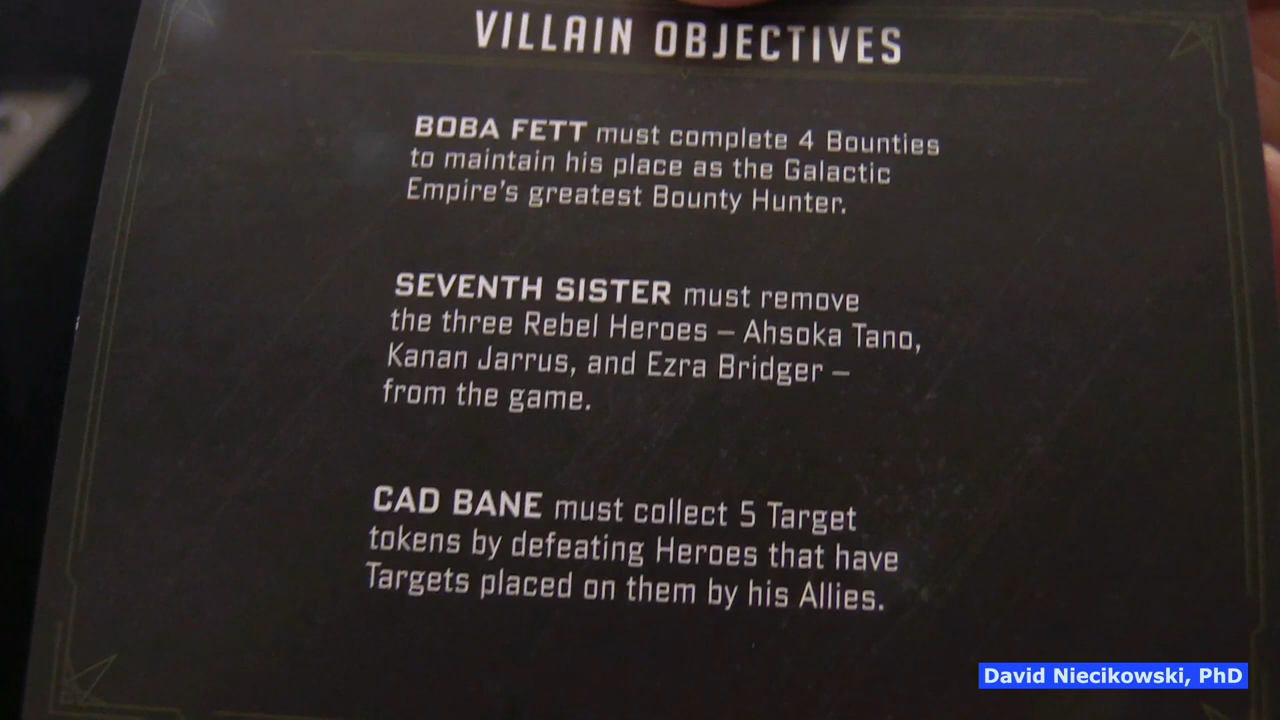 VILLAIN OBJECTIVES
BOBA FETT must complete 4 Bounties
to maintain his place as the Galactic
Empire's greatest Bounty Hunter.
SEVENTH SISTER must remove
the three Rebel Heroes – Ahsoka Tano,
Kanan Jarrus, and Ezra Bridger –
from the game.
CAD BANE must collect 5 Target
tokens by defeating Heroes that have
Targets placed on them by his Allies.
David Niecikowski, PhD